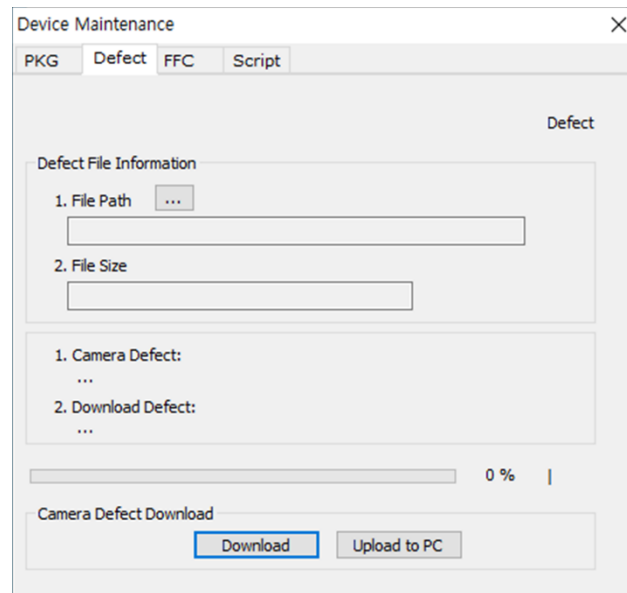 Device Maintenance
PKG Defect FFC Script
Defect
Defect File Information
1. File Path ...
2. File Size
1. Camera Defect:
...
2. Download Defect:
...
0 % |
Camera Defect Download
Download Upload to PC